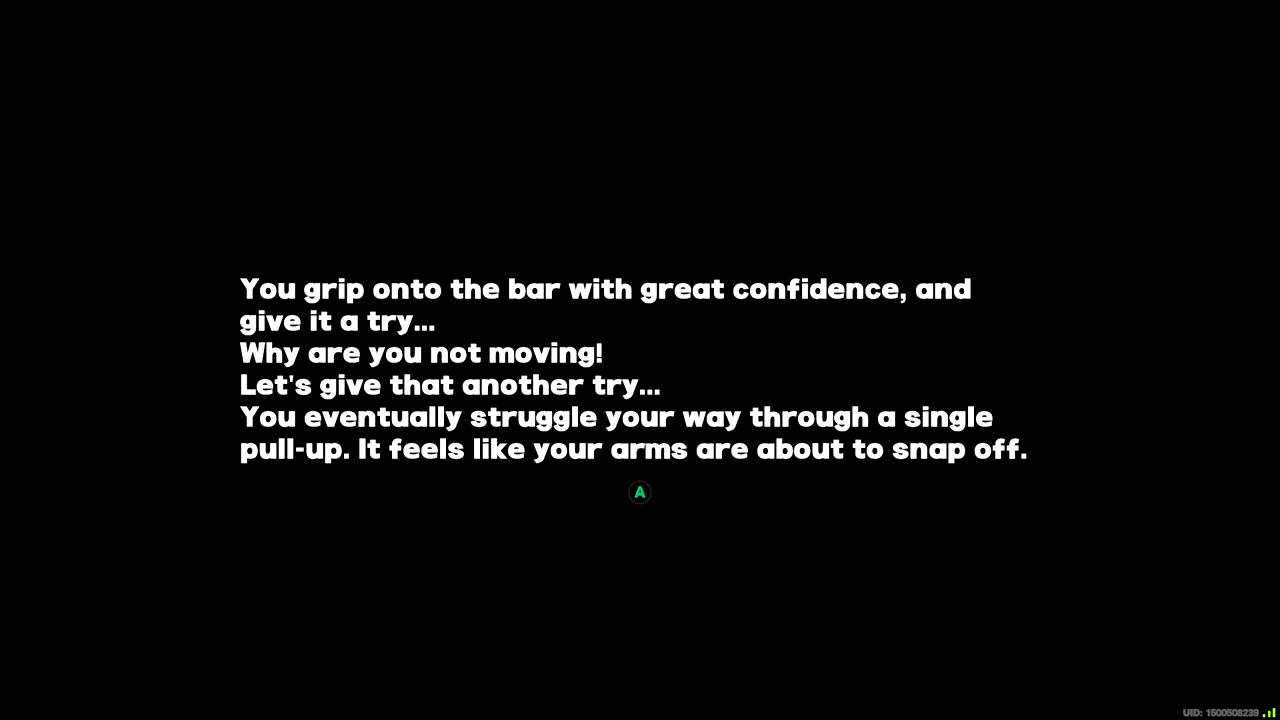 You grip onto the bar with great confidence, and
give it a try...
Why are you not moving!
Let's give that another try...
You eventually struggle your way through a single
pull-up. It feels like your arms are about to snap off.
A
UID: 1500508239